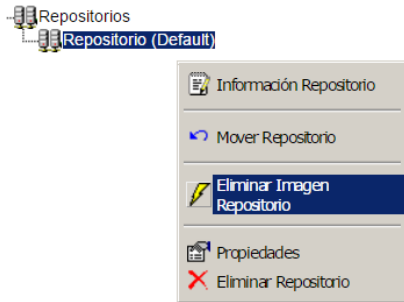 Repositorios
Repositorio (Default)
Información Repositorio
Mover Repositorio
Eliminar Imagen
Repositorio
Propiedades
Eliminar Repositorio